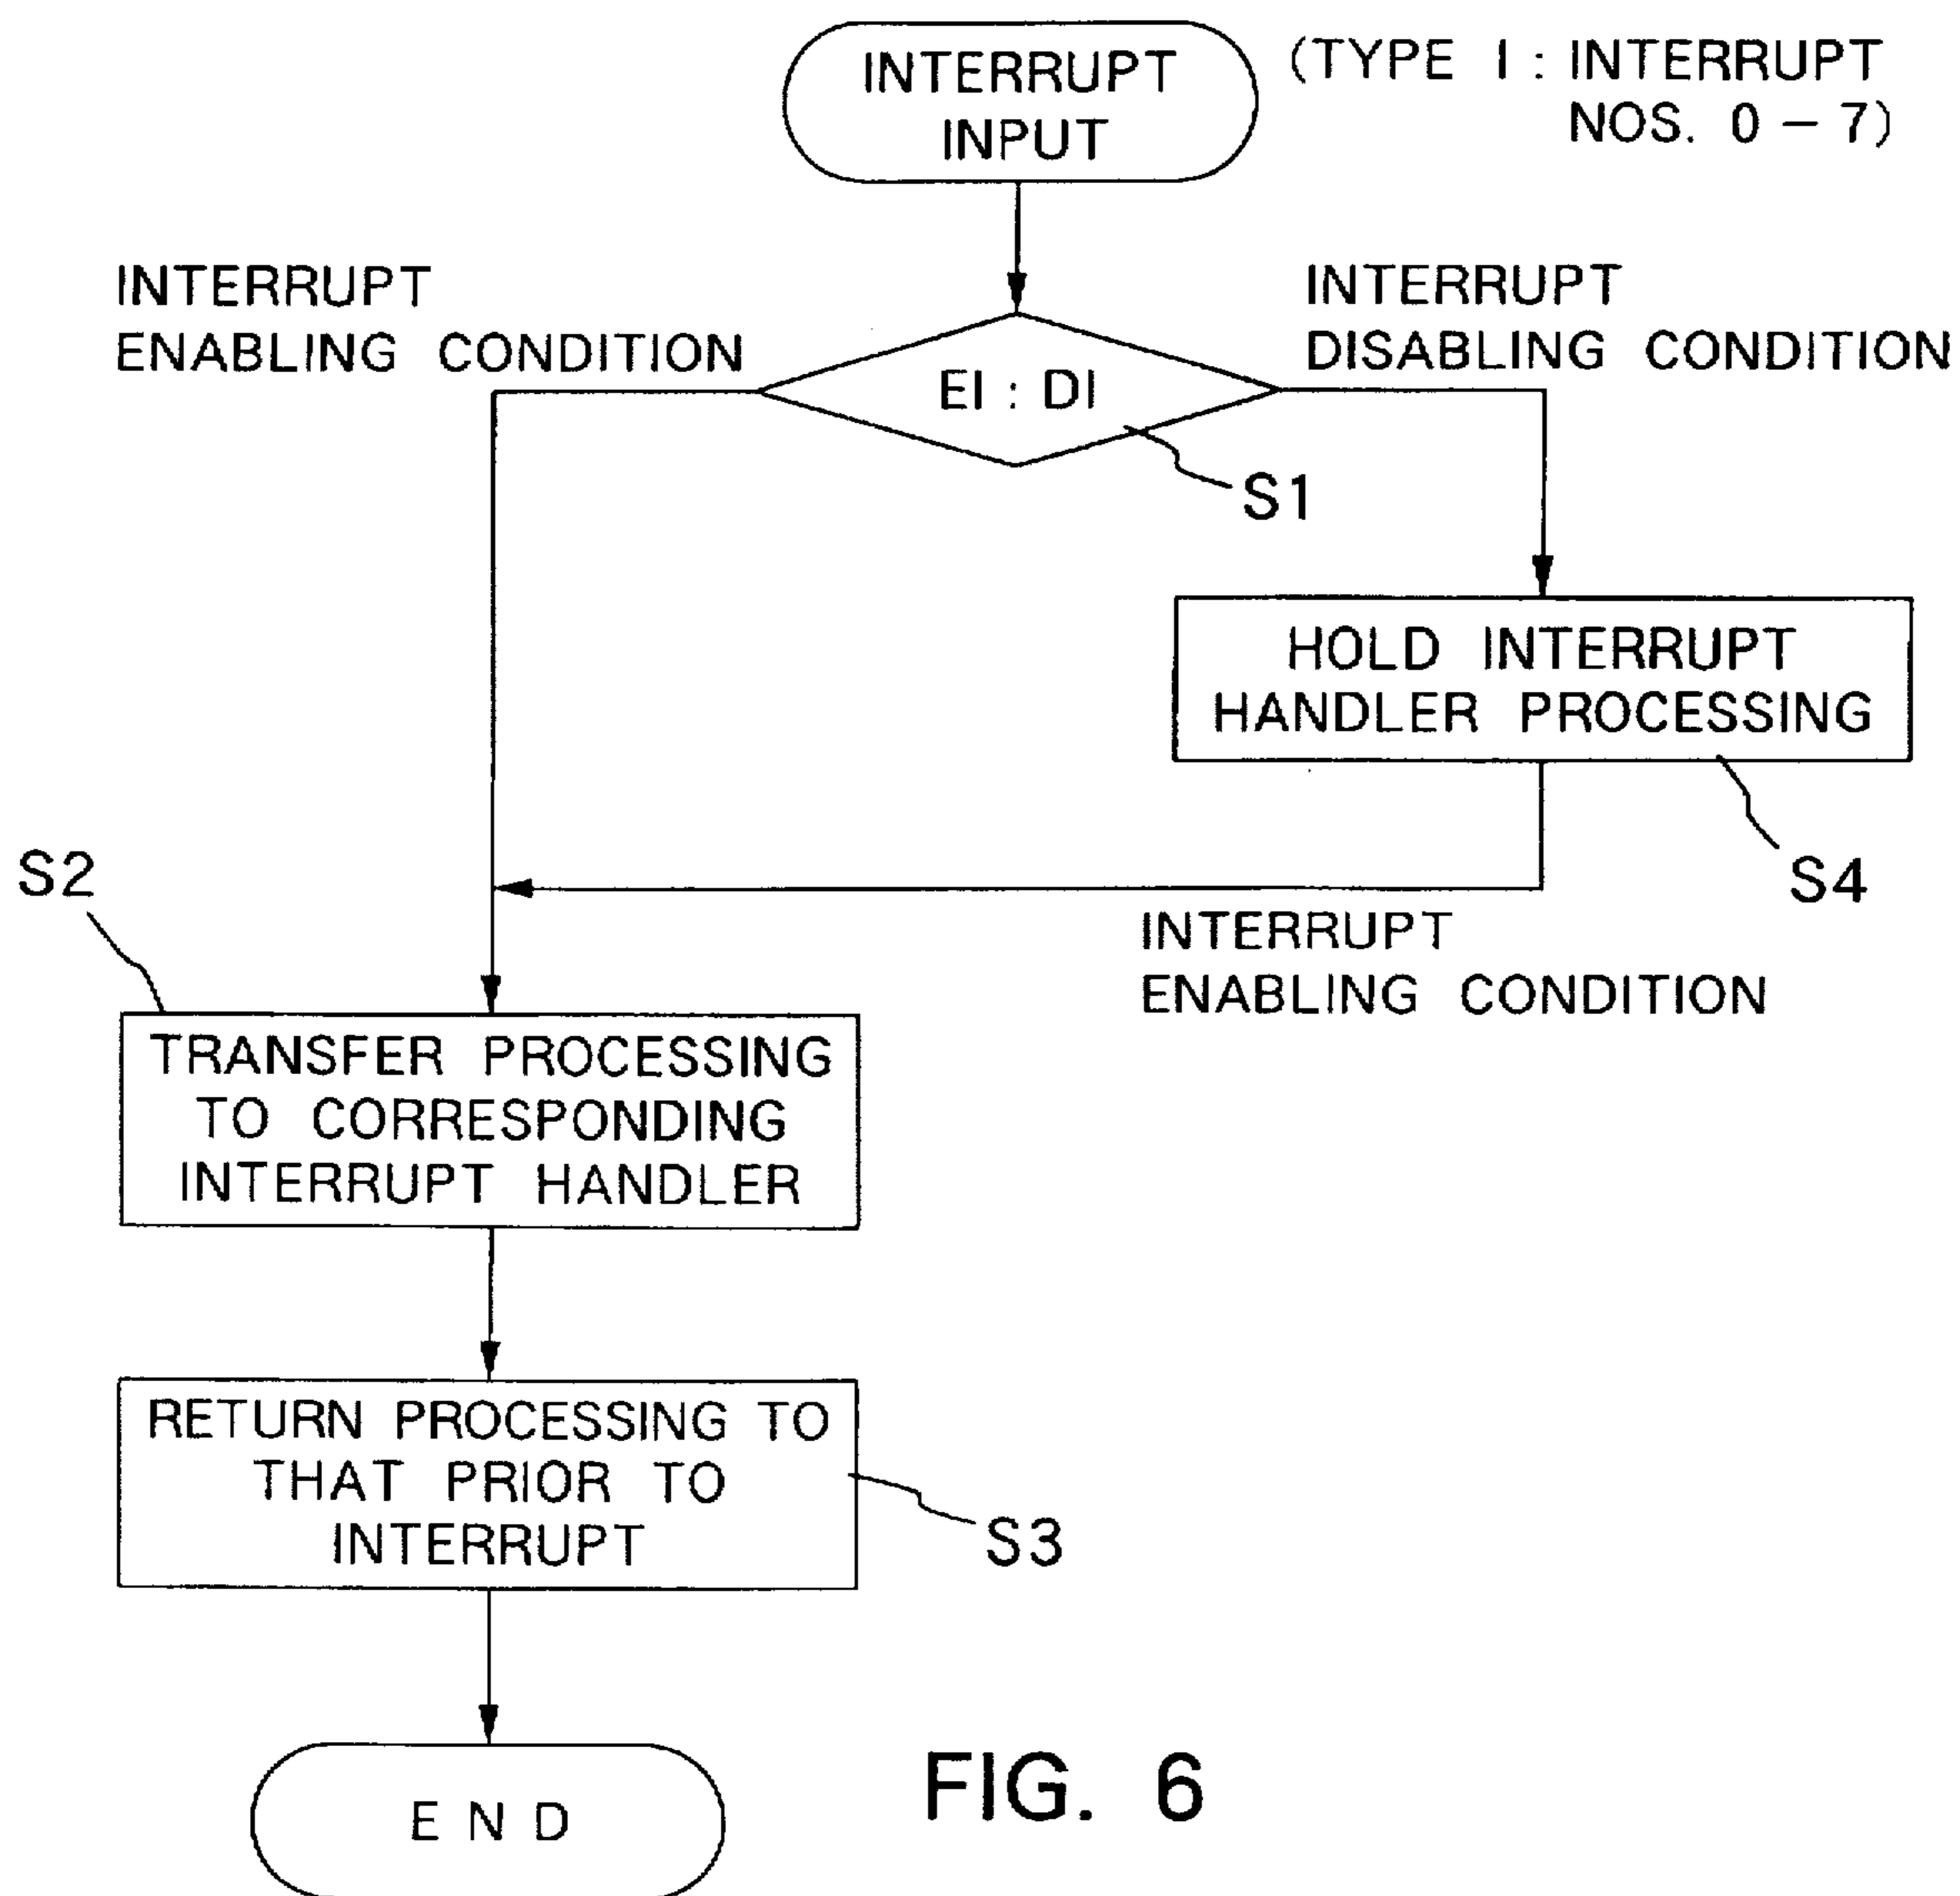 INTERRUPT
INPUT
(TYPE I : INTERRUPT
NOS. 0 – 7)
INTERRUPT
ENABLING CONDITION
INTERRUPT
DISABLING CONDITION
EI : DI
S1
HOLD INTERRUPT
HANDLER PROCESSING
S4
INTERRUPT
ENABLING CONDITION
S2
TRANSFER PROCESSING
TO CORRESPONDING
INTERRUPT HANDLER
RETURN PROCESSING TO
THAT PRIOR TO
INTERRUPT
S3
END
FIG. 6